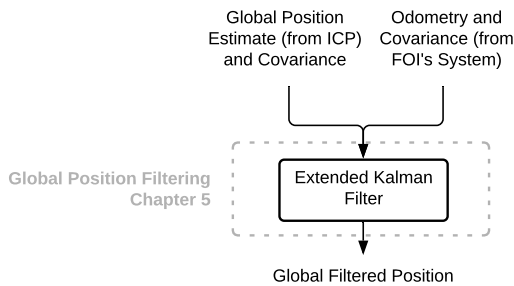 Global Position
Estimate (from ICP)
and Covariance
Odometry and
Covariance (from
FOI's System)
Global Position Filtering
Chapter 5
Extended Kalman
Filter
Global Filtered Position